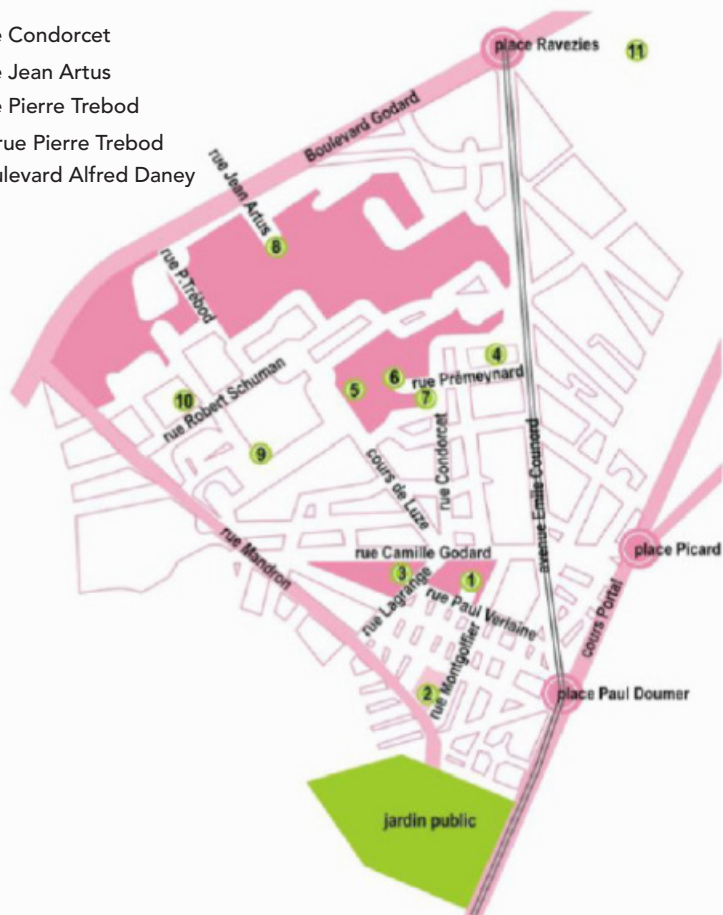 e Condorcet
e Jean Artus
e Pierre Trebod
rue Pierre Trebod
ulevard Alfred Daney
place Ravezies
11
Boulevard Godard
rue Jean Artus
8
rue P.Trébod
4
6
rue Prémeynard
5
7
10
rue Robert Schuman
9
rue Condorcet
cours de Luze
avenue Emile Counord
rue Mandron
rue Camille Godard
place Picard
3
1
rue Lagrange
rue Paul Verlaine
cours Portal
rue Montgolfier
2
place Paul Doumer
jardin public